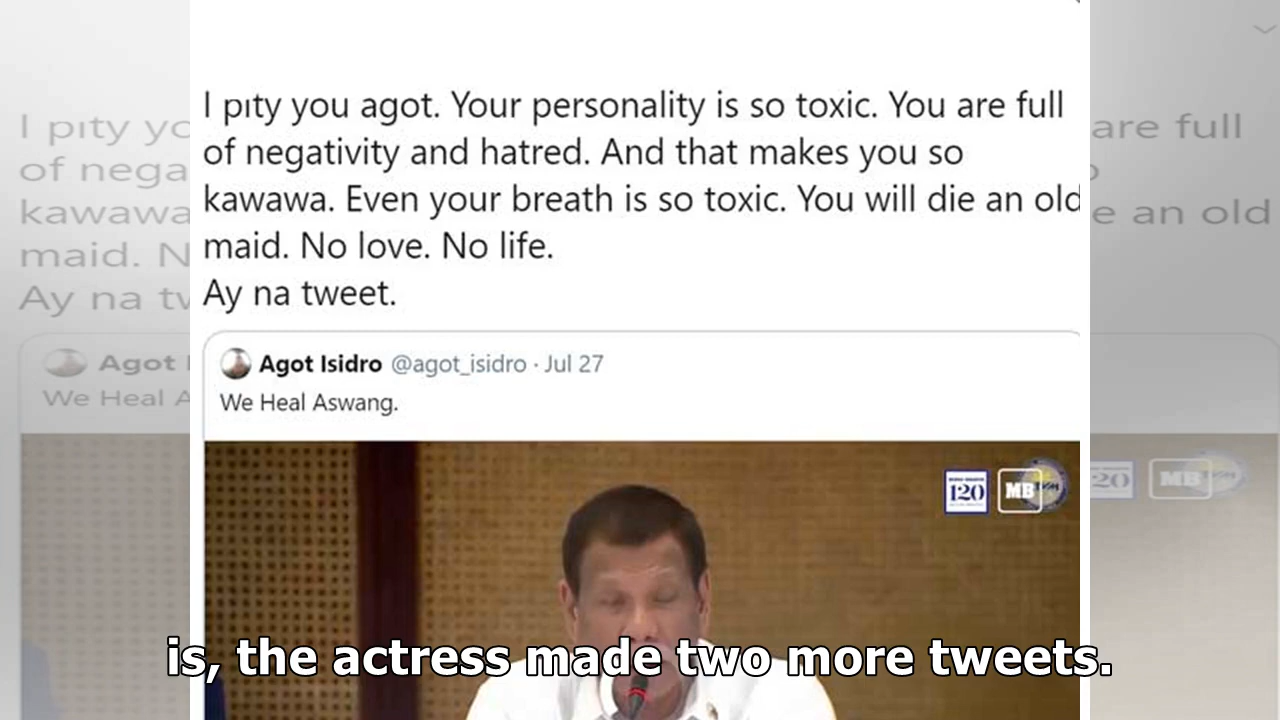 I pity you agot. Your personality is so toxic. You are full
of negativity and hatred. And that makes you so
kawawa. Even your breath is so toxic. You will die an old
maid. No love. No life.
Ay na tweet.
Agot Isidro @agot_isidro · Jul 27
We Heal Aswang.
120
MB
is, the actress made two more tweets.